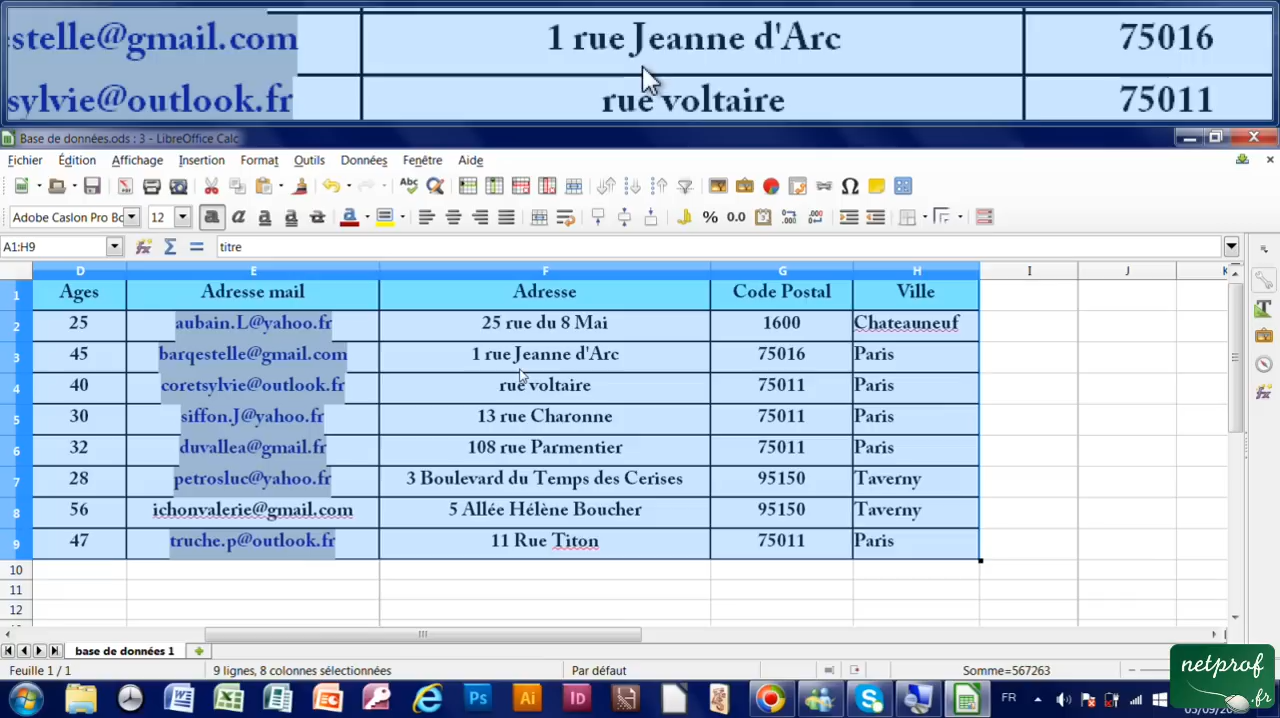 estelle@gmail.com 1 rue Jeanne d'Arc 75016
sylvie@outlook.fr rue voltaire 75011
Base de données.ods : 3 - LibreOffice Calc
Fichier Édition Affichage Insertion Format Outils Données Fenêtre Aide
Adobe Caslon Pro Bo 12
A1:H9 titre
D E F G H I J K
1 Ages Adresse mail Adresse Code Postal Ville
2 25 aubain.L@yahoo.fr 25 rue du 8 Mai 1600 Chateauneuf
3 45 barqestelle@gmail.com 1 rue Jeanne d'Arc 75016 Paris
4 40 coretsylvie@outlook.fr rue voltaire 75011 Paris
5 30 siffon.J@yahoo.fr 13 rue Charonne 75011 Paris
6 32 duvallea@gmail.fr 108 rue Parmentier 75011 Paris
7 28 petrosluc@yahoo.fr 3 Boulevard du Temps des Cerises 95150 Taverny
8 56 ichonvalerie@gmail.com 5 Allée Hélène Boucher 95150 Taverny
9 47 truche.p@outlook.fr 11 Rue Titon 75011 Paris
10
11
12
base de données 1
Feuille 1 / 1 9 lignes, 8 colonnes sélectionnées Par défaut Somme=567263
netprof
.fr
FR